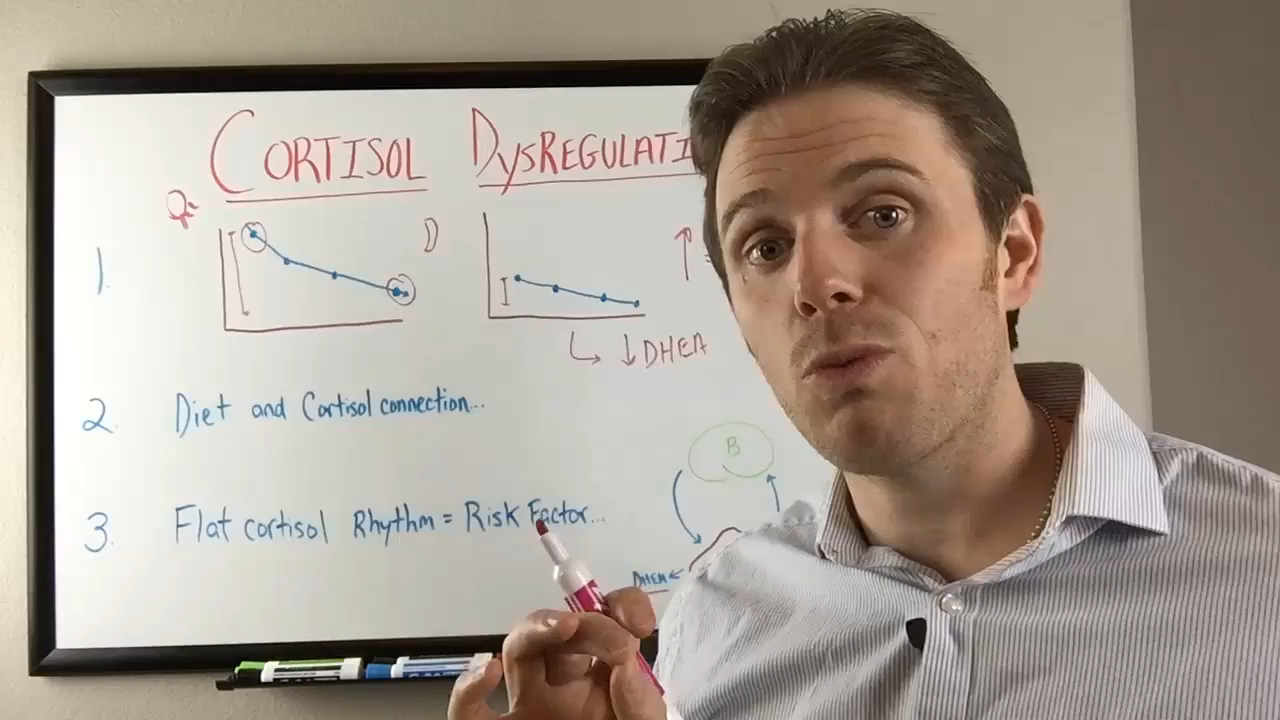 CORTISOL DYSREGULATI
1.
↓DHEA
2. Diet and Cortisol connection...
B
3. Flat cortisol Rhythm = Risk Factor...
DHEA←